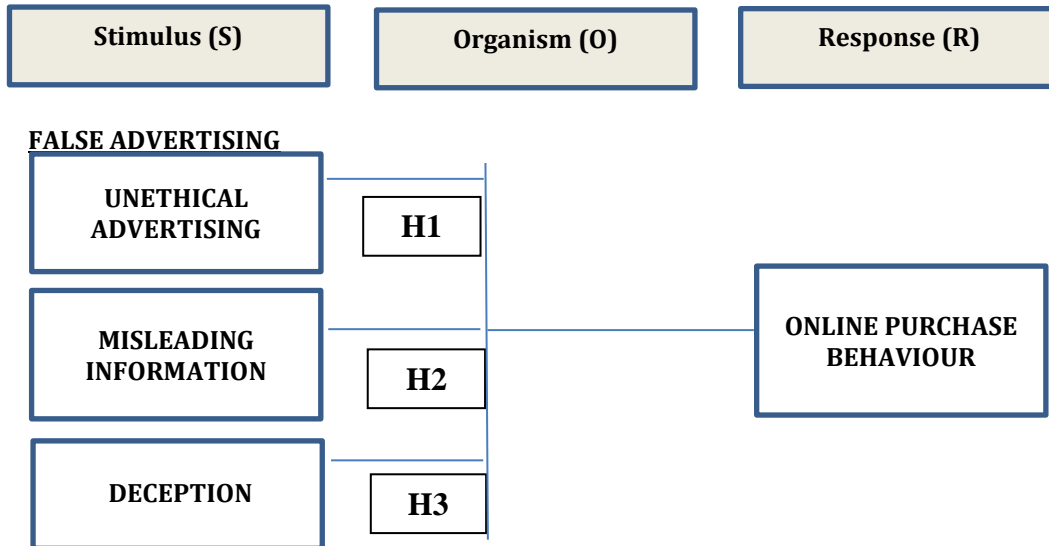 Stimulus (S)
Organism (O)
Response (R)
FALSE ADVERTISING
UNETHICAL
ADVERTISING
H1
MISLEADING
INFORMATION
H2
ONLINE PURCHASE
BEHAVIOUR
DECEPTION
H3